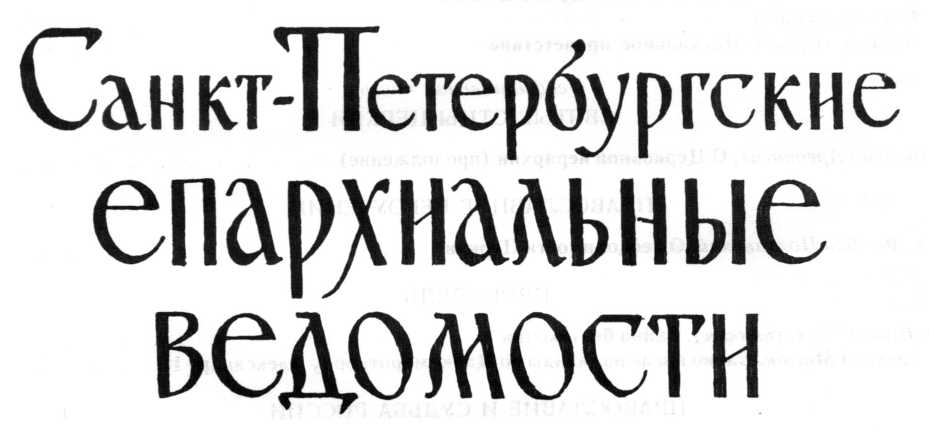 Санкт-Петербургские
епархиальные
ведомости